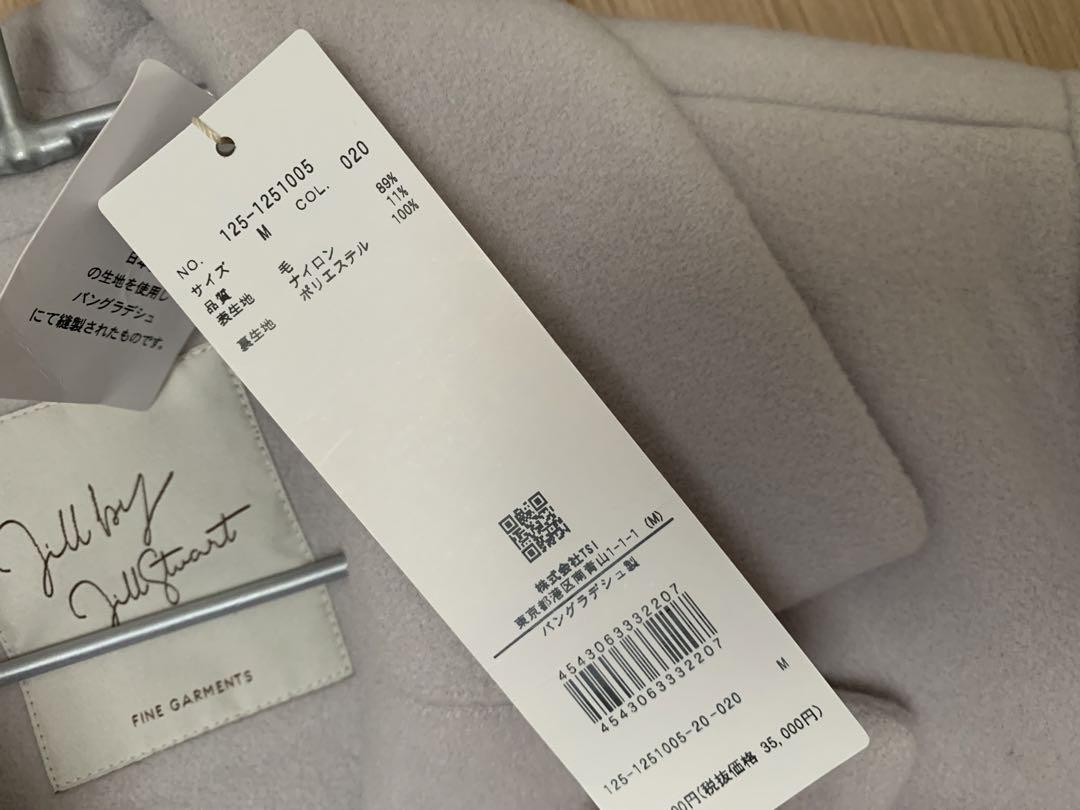 NO. 125-1251005
サイズ M COL. 020
品質
表生地 毛 89%
ナイロン 11%
裏生地 ポリエステル 100%
株式会社TSI
東京都港区南青山1-1-1 (M)
バングラデシュ製
4543063332207
4543063332207
125-1251005-20-020 M
00円(税抜価格 35,000円)
の生地を使用し
バングラデシュ
にて縫製されたものです。
Jill by
Jill Stuart
FINE GARMENTS